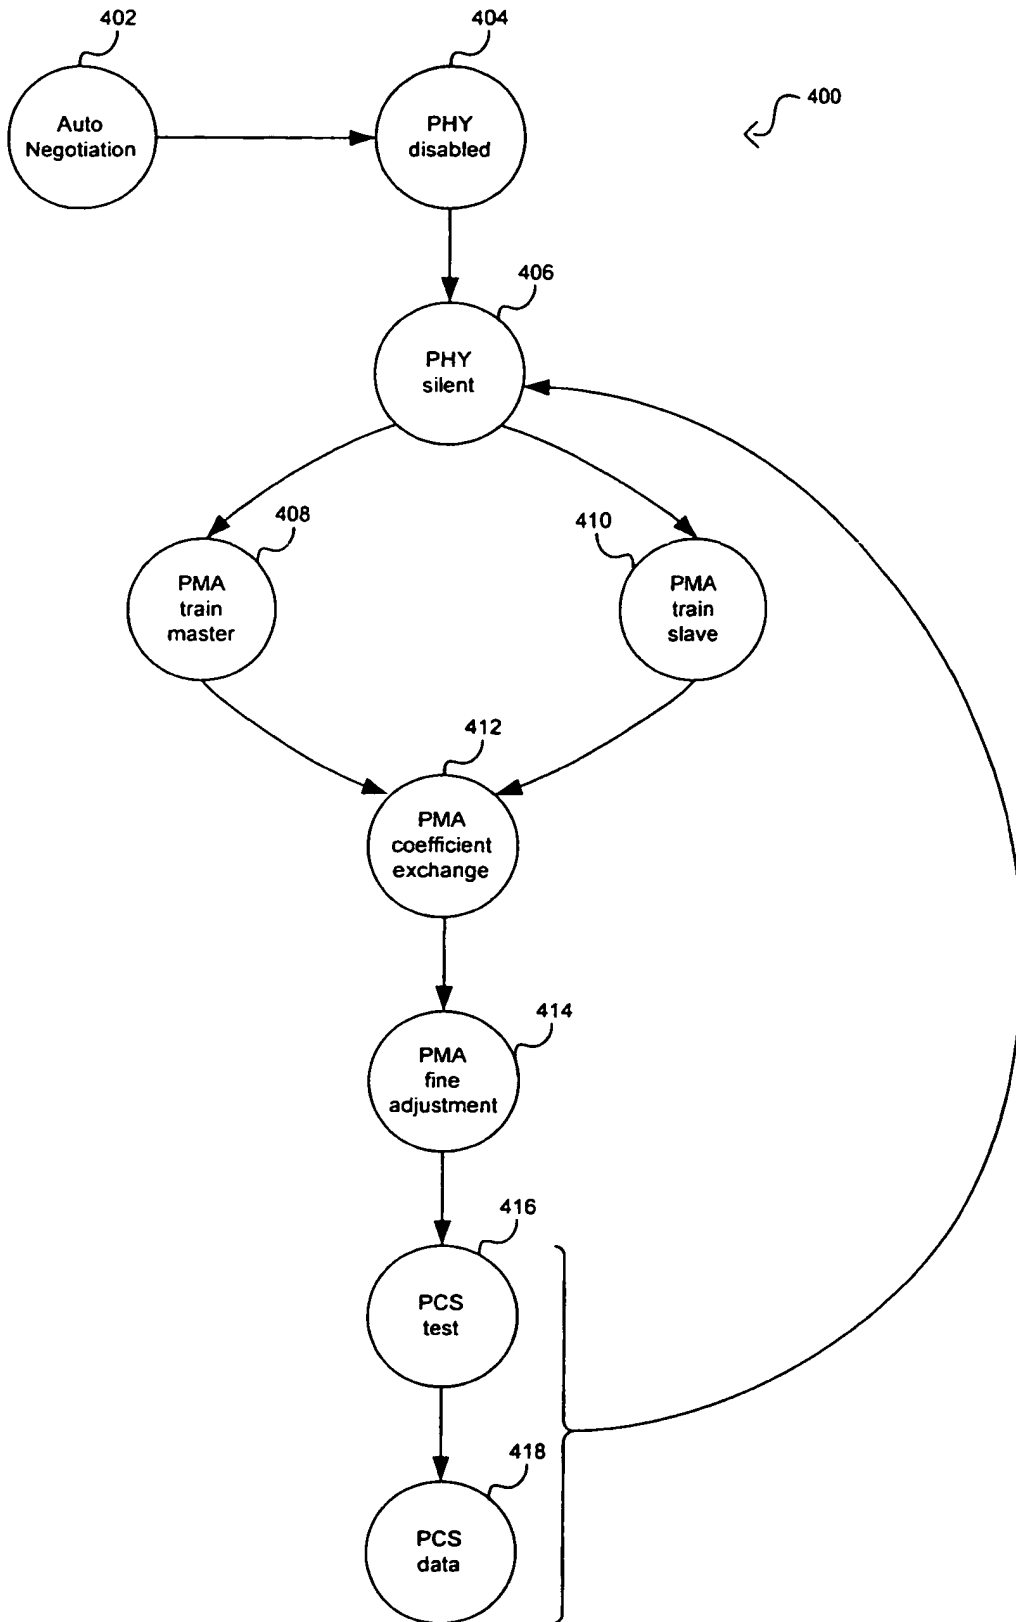 402
404
400
Auto
Negotiation
PHY
disabled
406
PHY
silent
408
410
PMA
train
master
PMA
train
slave
412
PMA
coefficient
exchange
414
PMA
fine
adjustment
416
PCS
test
418
PCS
data